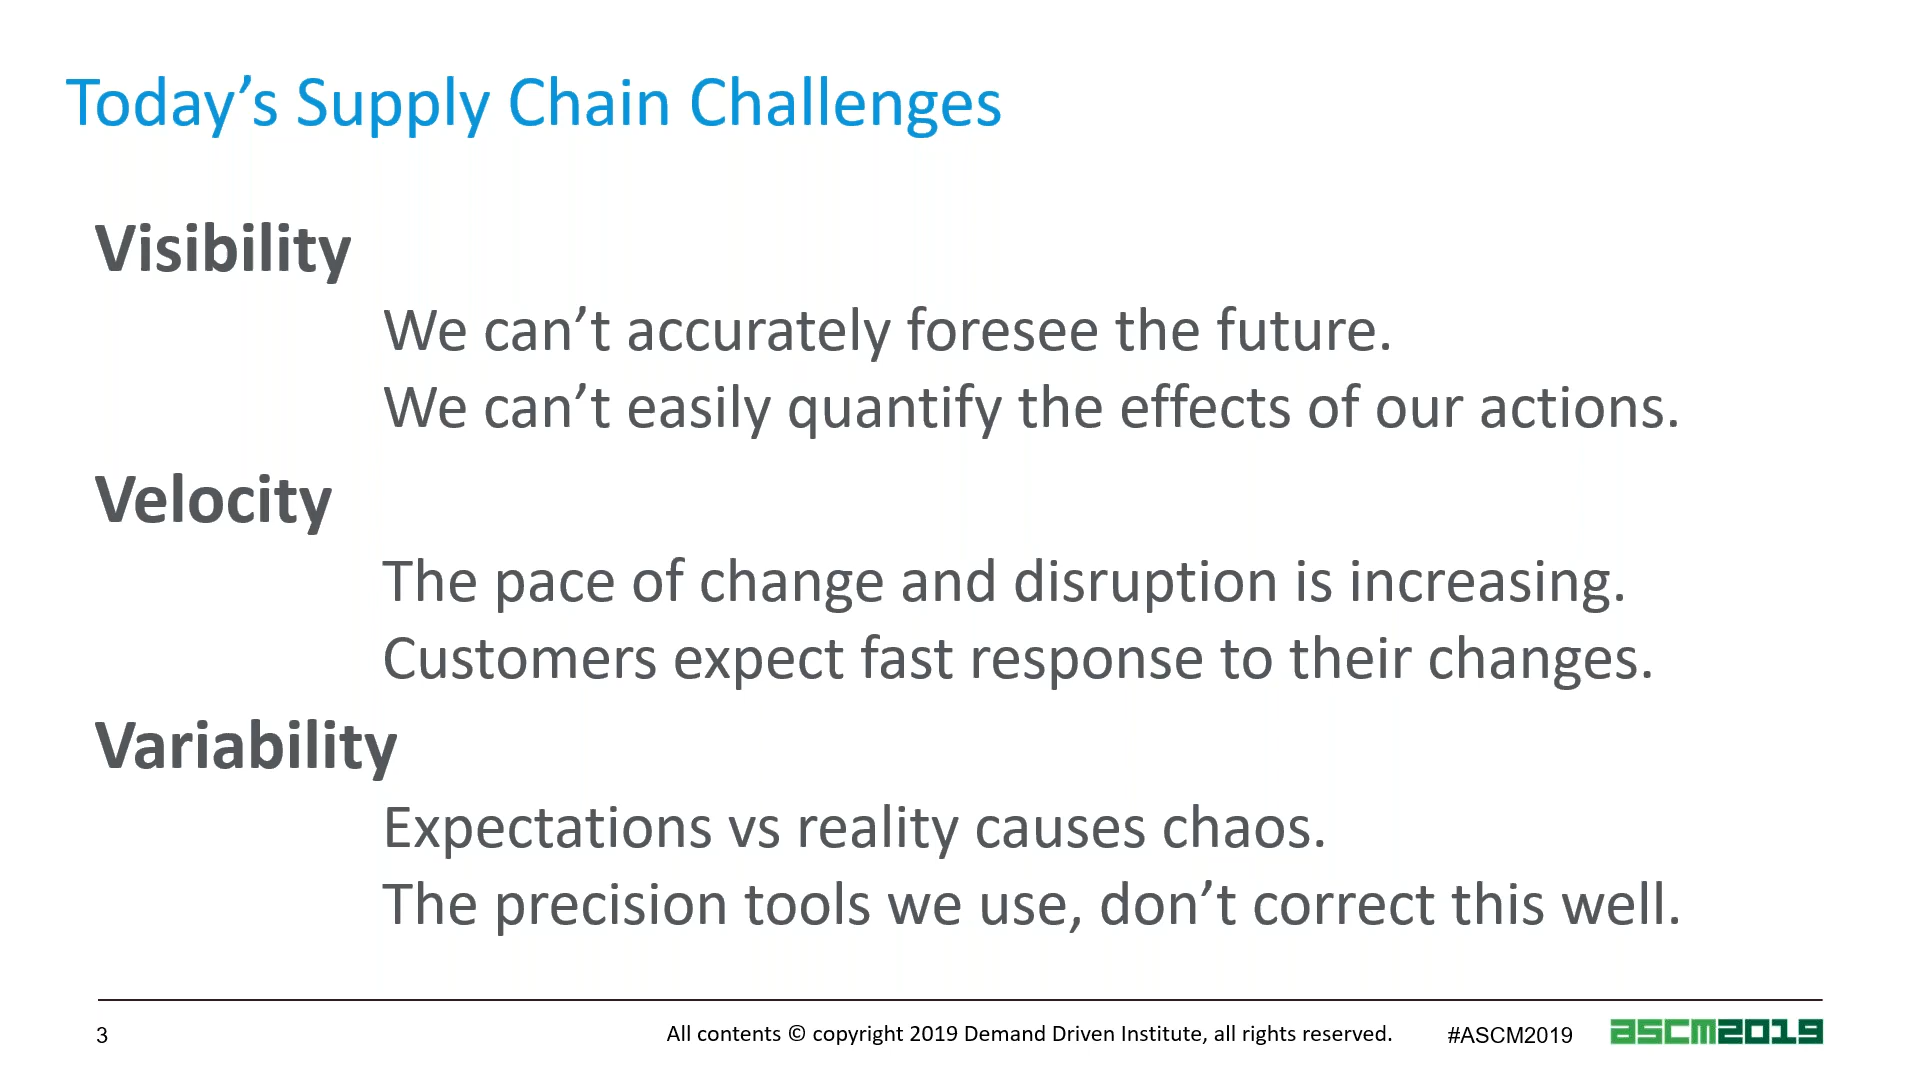 Today’s Supply Chain Challenges
Visibility
We can’t accurately foresee the future.
We can’t easily quantify the effects of our actions.
Velocity
The pace of change and disruption is increasing.
Customers expect fast response to their changes.
Variability
Expectations vs reality causes chaos.
The precision tools we use, don’t correct this well.
3
All contents © copyright 2019 Demand Driven Institute, all rights reserved.
#ASCM2019
ascm2019